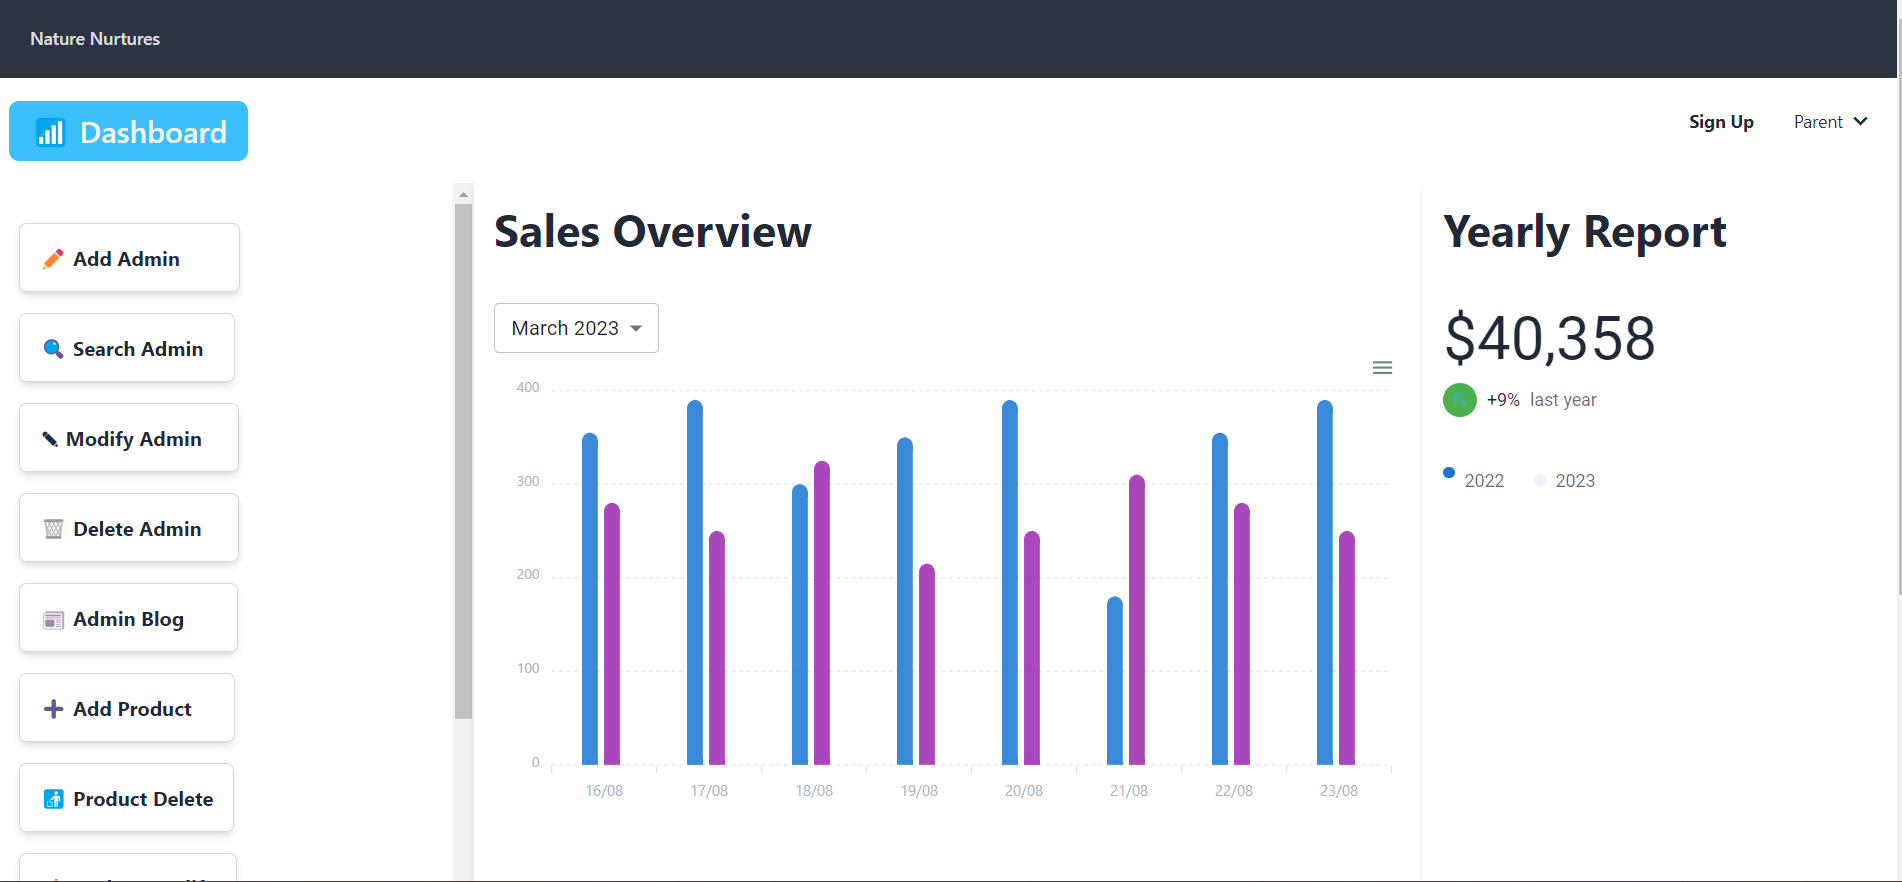 Nature Nurtures
Dashboard
Sign Up
Parent
Add Admin
Search Admin
Modify Admin
Delete Admin
Admin Blog
Add Product
Product Delete
Sales Overview
March 2023
400
300
200
100
0
16/08 17/08 18/08 19/08 20/08 21/08 22/08 23/08
Yearly Report
$40,358
+9% last year
2022 2023